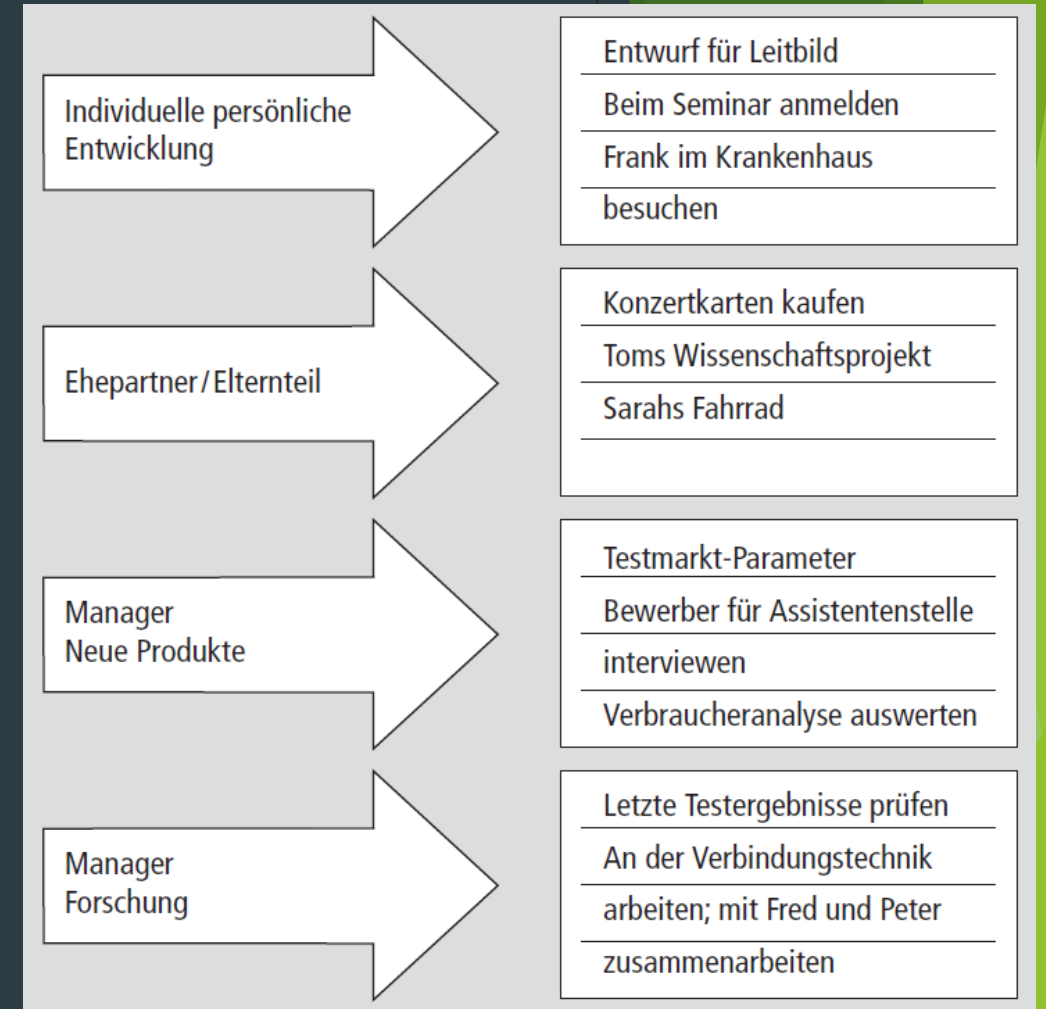 Individuelle persönliche
Entwicklung
Entwurf für Leitbild
Beim Seminar anmelden
Frank im Krankenhaus
besuchen
Ehepartner/Elternteil
Konzertkarten kaufen
Toms Wissenschaftsprojekt
Sarahs Fahrrad
Manager
Neue Produkte
Testmarkt-Parameter
Bewerber für Assistentenstelle
interviewen
Verbraucheranalyse auswerten
Manager
Forschung
Letzte Testergebnisse prüfen
An der Verbindungstechnik
arbeiten; mit Fred und Peter
zusammenarbeiten